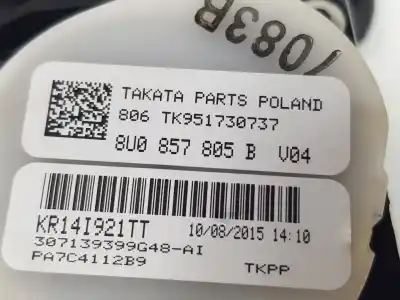 7083B
TAKATA PARTS POLAND
806 TK951730737
8U0 857 805 B V04
KR14I921TT 10/08/2015 14:10
307139399G48-AI
PA7C4112B9 TKPP